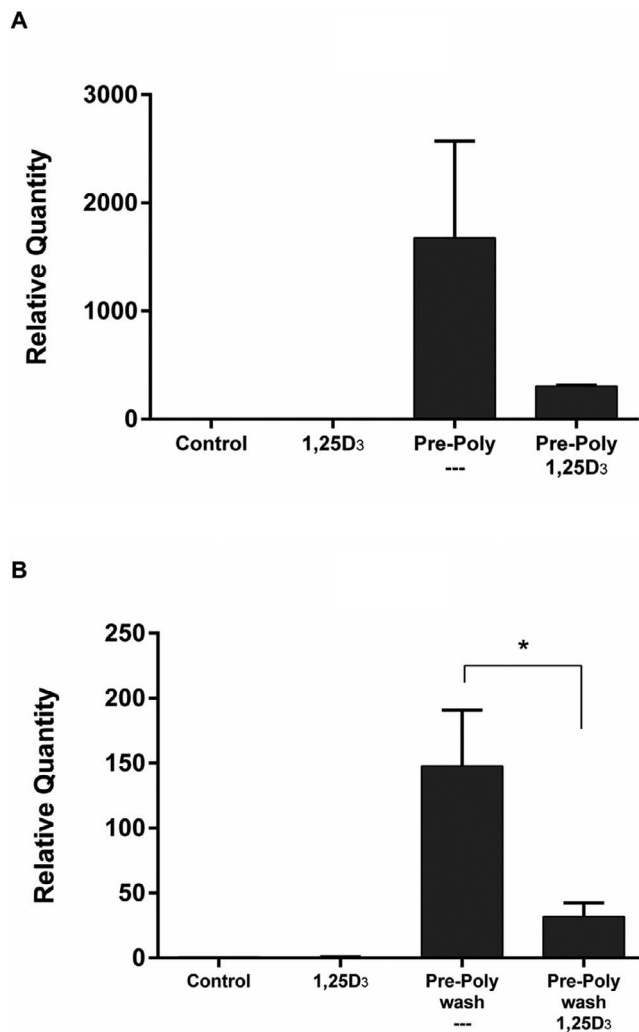 A
3000
2000
1000
0
Relative Quantity
Control 1,25D3 Pre-Poly Pre-Poly
--- 1,25D3
B
250
200
150
100
50
0
Relative Quantity
*
Control 1,25D3 Pre-Poly Pre-Poly
wash wash
--- 1,25D3